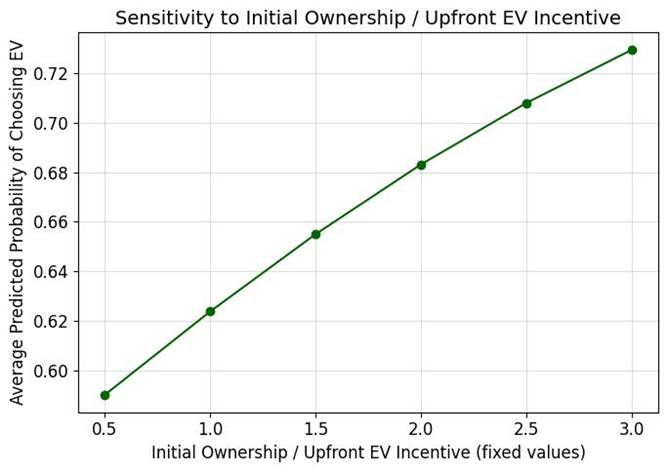 Sensitivity to Initial Ownership / Upfront EV Incentive
Average Predicted Probability of Choosing EV
0.72
0.70
0.68
0.66
0.64
0.62
0.60
0.5 1.0 1.5 2.0 2.5 3.0
Initial Ownership / Upfront EV Incentive (fixed values)